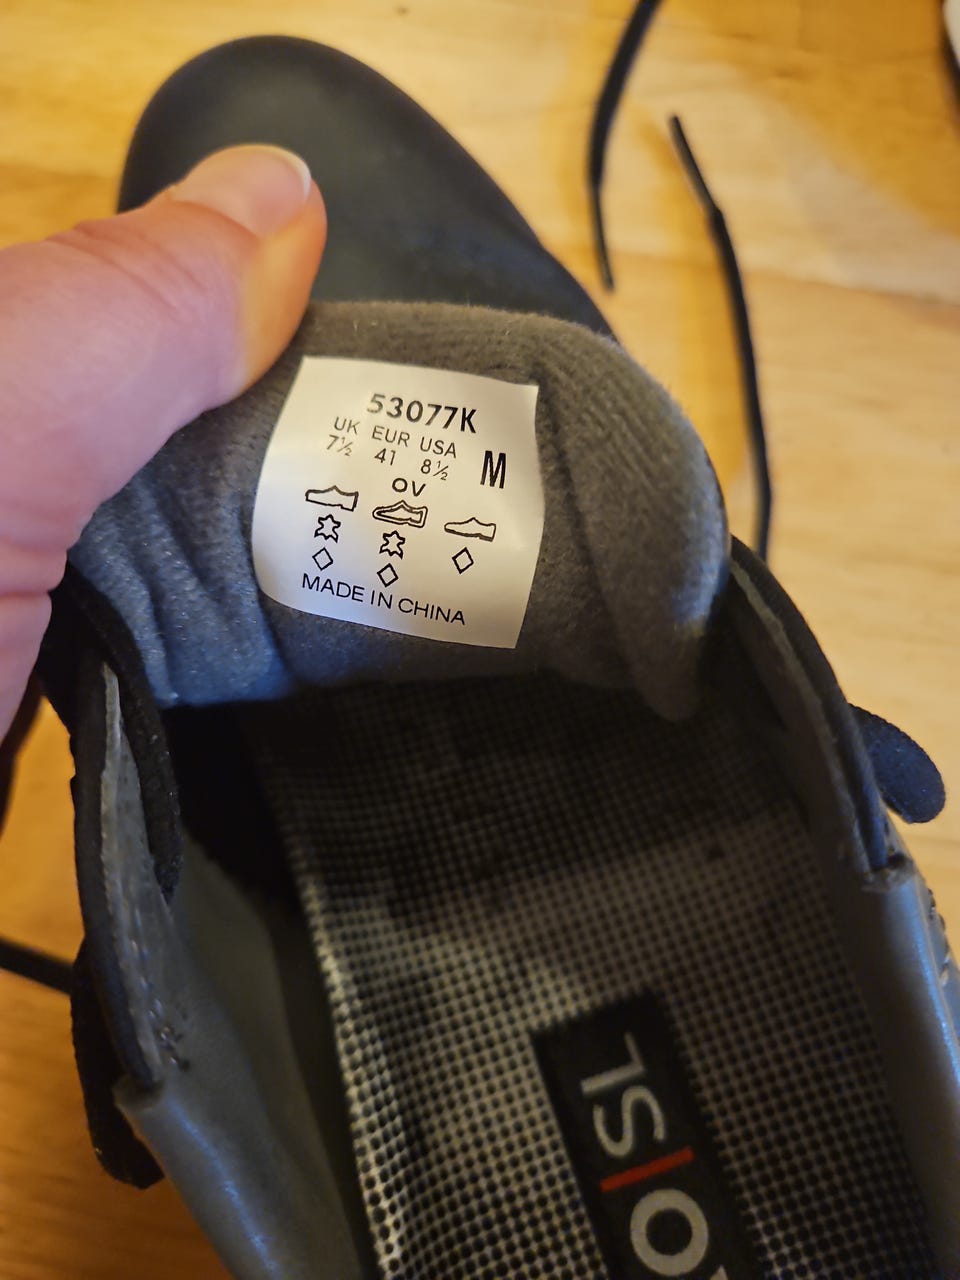 53077K
UK EUR USA
7½ 41 8½ M
OV
MADE IN CHINA